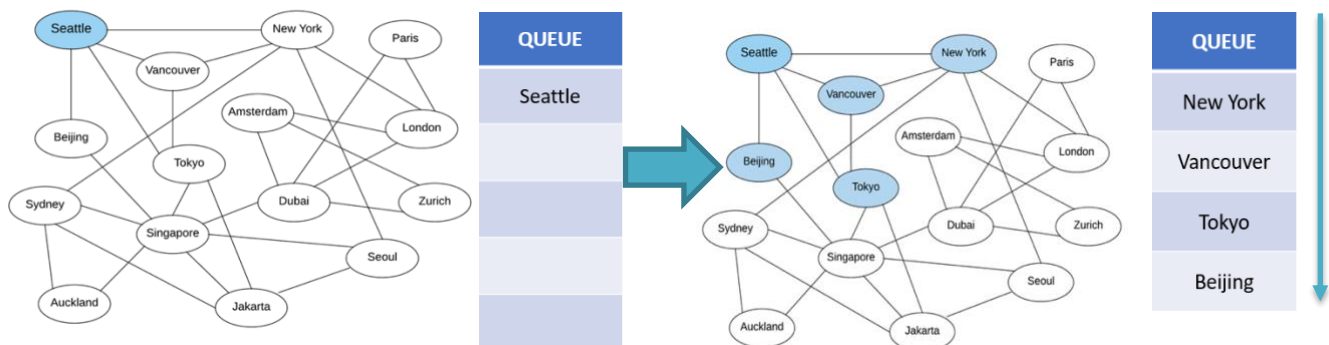 Seattle
New York
Paris
Vancouver
Amsterdam
London
Beijing
Tokyo
Sydney
Dubai
Zurich
Singapore
Seoul
Auckland
Jakarta
QUEUE
Seattle
Seattle
New York
Paris
Vancouver
Amsterdam
London
Beijing
Tokyo
Sydney
Dubai
Zurich
Singapore
Seoul
Auckland
Jakarta
QUEUE
New York
Vancouver
Tokyo
Beijing